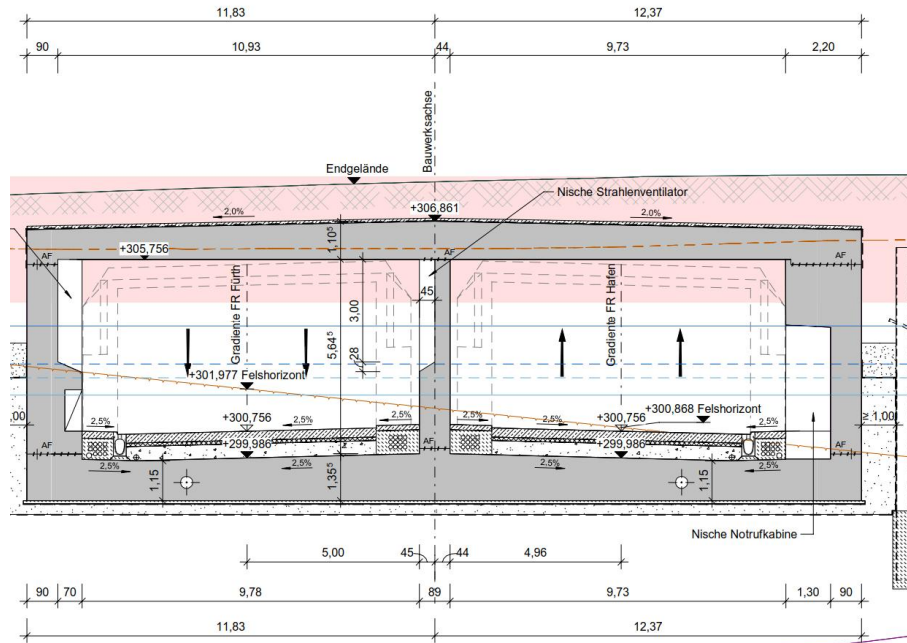 11,83 12,37
90 10,93 44 9,73 2,20
Bauwerksachse
Endgelände
Nische Strahlenventilator
+306,861
2,0% 2,0%
1,10⁵
+305,756
AF AF AF
45
3,00
5,64⁵
28
Gradiente FR Fürth
Gradiente FR Hafen
+301,977 Felshorizont
+300,868 Felshorizont
,00 ≥ 1,00
+300,756 +300,756
2,5% 2,5% 2,5% 2,5% 2,5% 2,5%
AF AF AF
+299,986 +299,986
2,5% 2,5% 2,5% 2,5%
1,15 1,35⁵ 1,15
Nische Notrufkabine
5,00 45 44 4,96
90 70 9,78 89 9,73 1,30 90
11,83 12,37